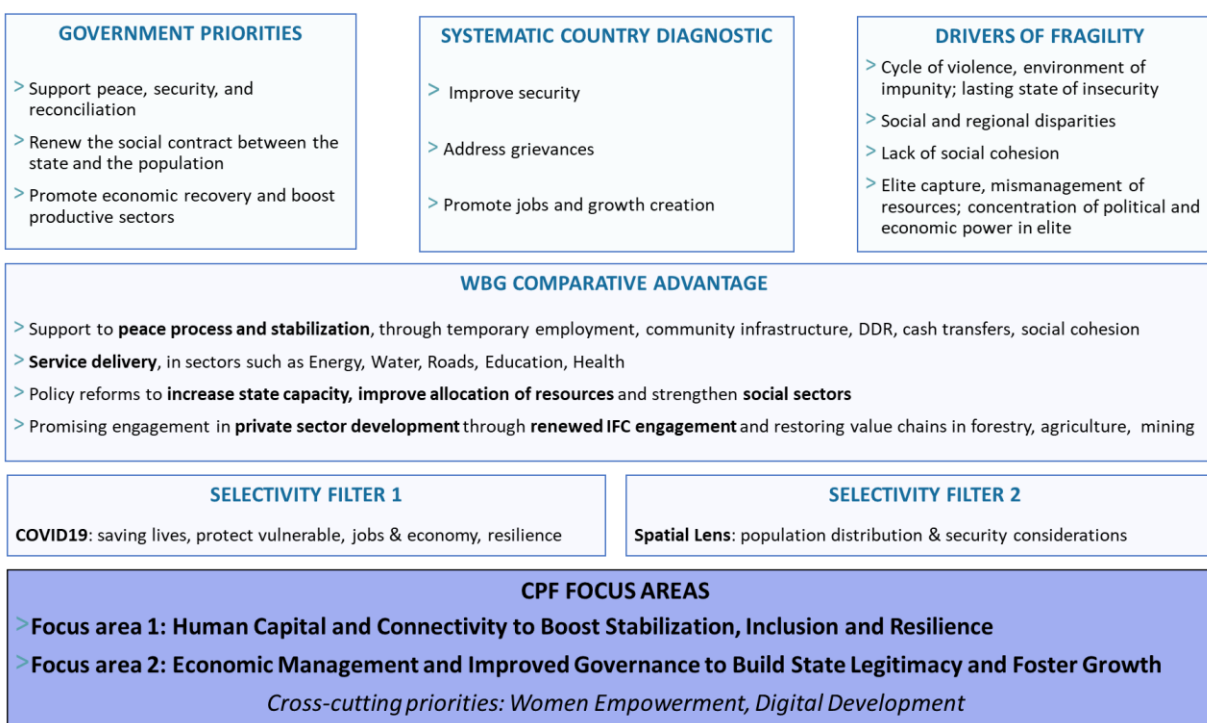 GOVERNMENT PRIORITIES
> Support peace, security, and
reconciliation
> Renew the social contract between the
state and the population
> Promote economic recovery and boost
productive sectors
SYSTEMATIC COUNTRY DIAGNOSTIC
> Improve security
> Address grievances
> Promote jobs and growth creation
DRIVERS OF FRAGILITY
> Cycle of violence, environment of
impunity; lasting state of insecurity
> Social and regional disparities
> Lack of social cohesion
> Elite capture, mismanagement of
resources; concentration of political and
economic power in elite
WBG COMPARATIVE ADVANTAGE
> Support to peace process and stabilization, through temporary employment, community infrastructure, DDR, cash transfers, social cohesion
> Service delivery, in sectors such as Energy, Water, Roads, Education, Health
> Policy reforms to increase state capacity, improve allocation of resources and strengthen social sectors
> Promising engagement in private sector development through renewed IFC engagement and restoring value chains in forestry, agriculture, mining
SELECTIVITY FILTER 1
COVID19: saving lives, protect vulnerable, jobs & economy, resilience
SELECTIVITY FILTER 2
Spatial Lens: population distribution & security considerations
CPF FOCUS AREAS
>Focus area 1: Human Capital and Connectivity to Boost Stabilization, Inclusion and Resilience
>Focus area 2: Economic Management and Improved Governance to Build State Legitimacy and Foster Growth
Cross-cutting priorities: Women Empowerment, Digital Development